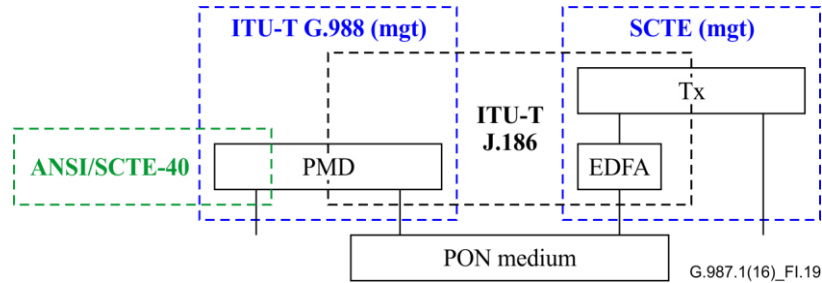 ITU-T G.988 (mgt)
SCTE (mgt)
Tx
ITU-T
J.186
ANSI/SCTE-40
PMD
EDFA
PON medium
G.987.1(16)_FI.19